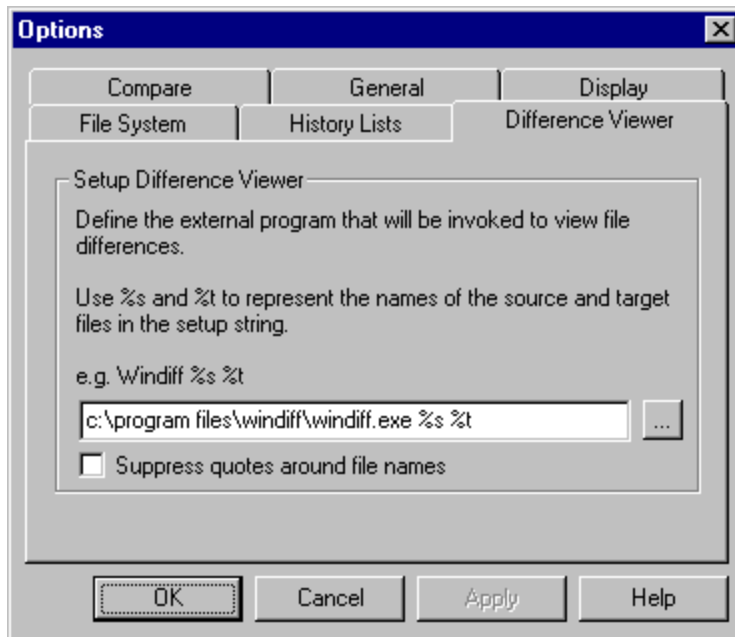 Options
Compare General Display
File System History Lists Difference Viewer
Setup Difference Viewer
Define the external program that will be invoked to view file
differences.
Use %s and %t to represent the names of the source and target
files in the setup string.
e.g. Windiff %s %t
c:\program files\windiff\windiff.exe %s %t ...
Suppress quotes around file names
OK Cancel Apply Help